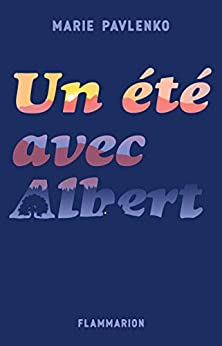 MARIE PAVLENKO
Un été
avec
Albert
FLAMMARION